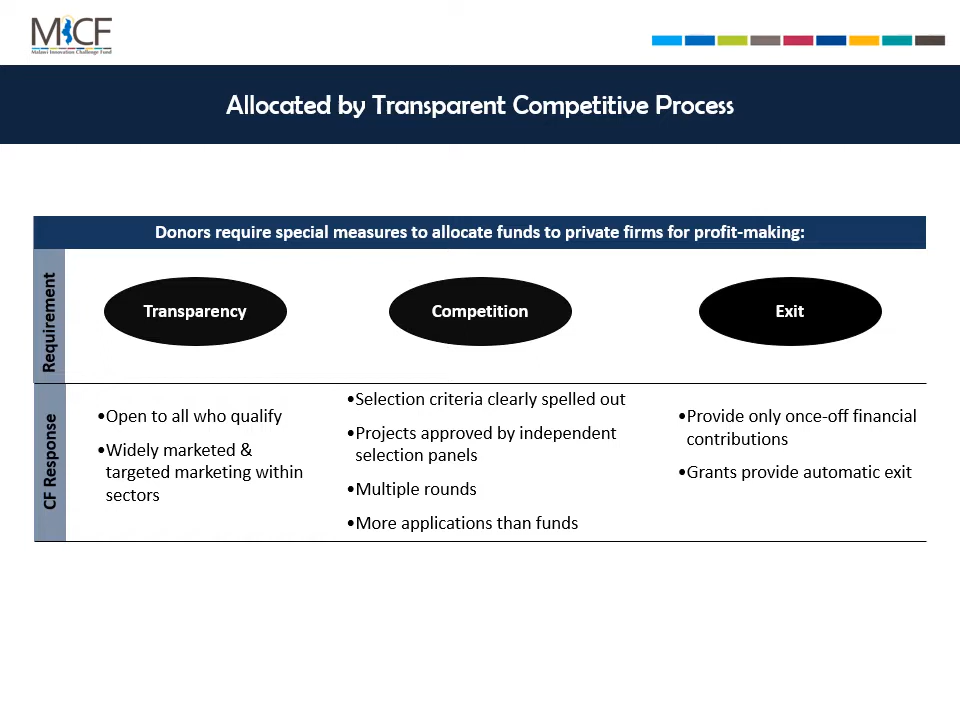 MICF
Malawi Innovation Challenge Fund
Allocated by Transparent Competitive Process
Donors require special measures to allocate funds to private firms for profit-making:
Requirement
Transparency
Competition
Exit
CF Response
•Open to all who qualify
•Widely marketed &
targeted marketing within
sectors
•Selection criteria clearly spelled out
•Projects approved by independent
selection panels
•Multiple rounds
•More applications than funds
•Provide only once-off financial
contributions
•Grants provide automatic exit